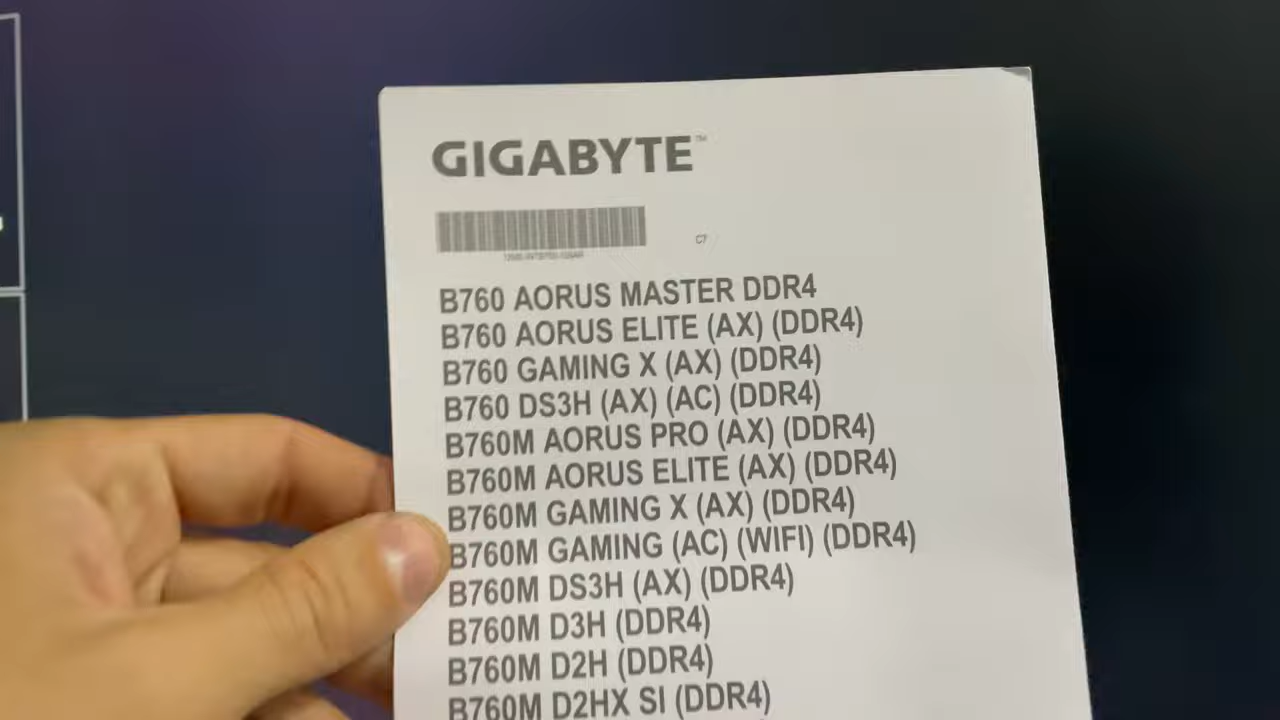 GIGABYTE™
C7
B760 AORUS MASTER DDR4
B760 AORUS ELITE (AX) (DDR4)
B760 GAMING X (AX) (DDR4)
B760 DS3H (AX) (AC) (DDR4)
B760M AORUS PRO (AX) (DDR4)
B760M AORUS ELITE (AX) (DDR4)
B760M GAMING X (AX) (DDR4)
B760M GAMING (AC) (WIFI) (DDR4)
B760M DS3H (AX) (DDR4)
B760M D3H (DDR4)
B760M D2H (DDR4)
B760M D2HX SI (DDR4)